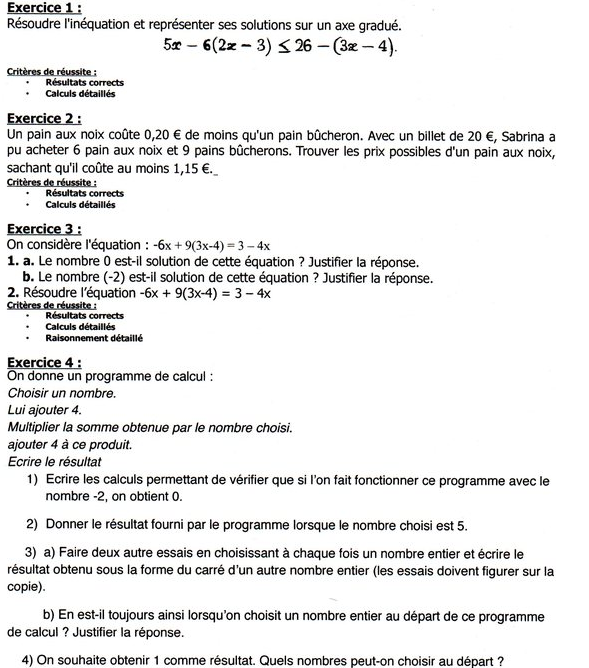 Exercice 1 :
Résoudre l'inéquation et représenter ses solutions sur un axe gradué.
5x − 6(2x − 3) ≤ 26 − (3x − 4).
Critères de réussite :
• Résultats corrects
• Calculs détaillés
Exercice 2 :
Un pain aux noix coûte 0,20 € de moins qu'un pain bûcheron. Avec un billet de 20 €, Sabrina a
pu acheter 6 pain aux noix et 9 pains bûcherons. Trouver les prix possibles d'un pain aux noix,
sachant qu'il coûte au moins 1,15 €._
Critères de réussite :
• Résultats corrects
• Calculs détaillés
Exercice 3 :
On considère l'équation : -6x + 9(3x-4) = 3 – 4x
1. a. Le nombre 0 est-il solution de cette équation ? Justifier la réponse.
b. Le nombre (-2) est-il solution de cette équation ? Justifier la réponse.
2. Résoudre l'équation -6x + 9(3x-4) = 3 – 4x
Critères de réussite :
• Résultats corrects
• Calculs détaillés
• Raisonnement détaillé
Exercice 4 :
On donne un programme de calcul :
Choisir un nombre.
Lui ajouter 4.
Multiplier la somme obtenue par le nombre choisi.
ajouter 4 à ce produit.
Ecrire le résultat
1) Ecrire les calculs permettant de vérifier que si l'on fait fonctionner ce programme avec le
nombre -2, on obtient 0.
2) Donner le résultat fourni par le programme lorsque le nombre choisi est 5.
3) a) Faire deux autre essais en choisissant à chaque fois un nombre entier et écrire le
résultat obtenu sous la forme du carré d'un autre nombre entier (les essais doivent figurer sur la
copie).
b) En est-il toujours ainsi lorsqu'on choisit un nombre entier au départ de ce programme
de calcul ? Justifier la réponse.
4) On souhaite obtenir 1 comme résultat. Quels nombres peut-on choisir au départ ?